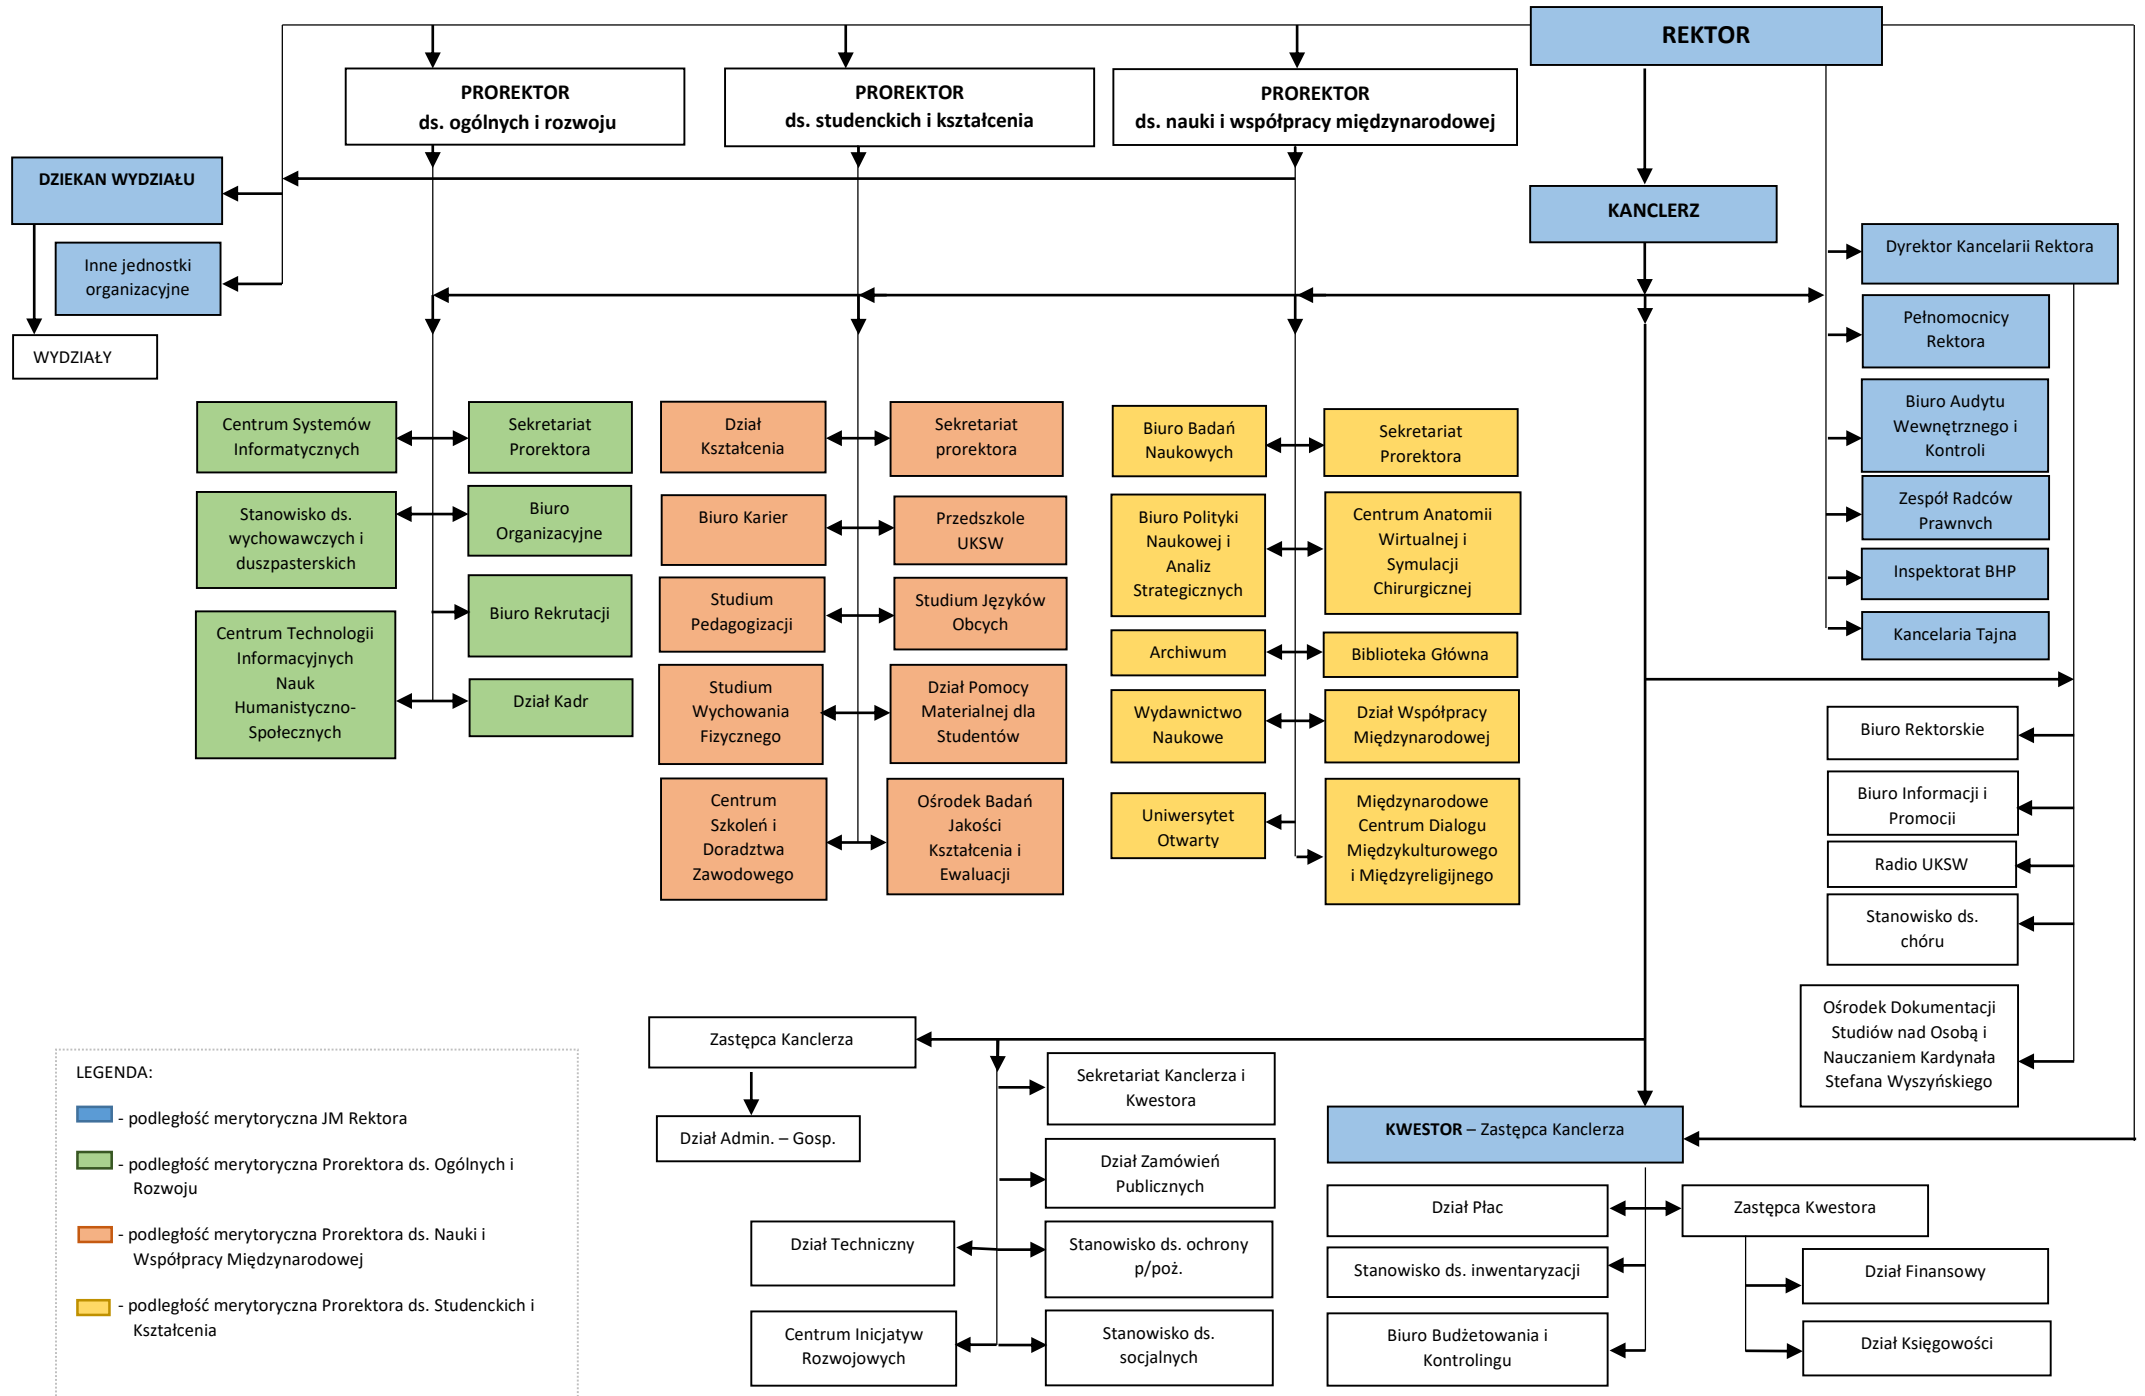 REKTOR
PROREKTOR
ds. ogólnych i rozwoju
PROREKTOR
ds. studenckich i kształcenia
PROREKTOR
ds. nauki i współpracy międzynarodowej
DZIEKAN WYDZIAŁU
KANCLERZ
Inne jednostki
organizacyjne
WYDZIAŁY
Dyrektor Kancelarii Rektora
Pełnomocnicy
Rektora
Biuro Audytu
Wewnętrznego i
Kontroli
Zespół Radców
Prawnych
Inspektorat BHP
Kancelaria Tajna
Centrum Systemów
Informatycznych
Sekretariat
Prorektora
Stanowisko ds.
wychowawczych i
duszpasterskich
Biuro
Organizacyjne
Centrum Technologii
Informacyjnych
Nauk
Humanistyczno-
Społecznych
Biuro Rekrutacji
Dział Kadr
Dział
Kształcenia
Sekretariat
prorektora
Biuro Karier
Przedszkole
UKSW
Studium
Pedagogizacji
Studium Języków
Obcych
Studium
Wychowania
Fizycznego
Dział Pomocy
Materialnej dla
Studentów
Centrum
Szkoleń i
Doradztwa
Zawodowego
Ośrodek Badań
Jakości
Kształcenia i
Ewaluacji
Biuro Badań
Naukowych
Sekretariat
Prorektora
Biuro Polityki
Naukowej i
Analiz
Strategicznych
Centrum Anatomii
Wirtualnej i
Symulacji
Chirurgicznej
Archiwum
Biblioteka Główna
Wydawnictwo
Naukowe
Dział Współpracy
Międzynarodowej
Uniwersytet
Otwarty
Międzynarodowe
Centrum Dialogu
Międzykulturowego
i Międzyreligijnego
Biuro Rektorskie
Biuro Informacji i
Promocji
Radio UKSW
Stanowisko ds.
chóru
Ośrodek Dokumentacji
Studiów nad Osobą i
Nauczaniem Kardynała
Stefana Wyszyńskiego
Zastępca Kanclerza
Dział Admin. – Gosp.
Sekretariat Kanclerza i
Kwestora
Dział Zamówień
Publicznych
Dział Techniczny
Stanowisko ds. ochrony
p/poż.
Centrum Inicjatyw
Rozwojowych
Stanowisko ds.
socjalnych
KWESTOR – Zastępca Kanclerza
Dział Płac
Zastępca Kwestora
Stanowisko ds. inwentaryzacji
Dział Finansowy
Biuro Budżetowania i
Kontrolingu
Dział Księgowości
LEGENDA:
- podległość merytoryczna JM Rektora
- podległość merytoryczna Prorektora ds. Ogólnych i
Rozwoju
- podległość merytoryczna Prorektora ds. Nauki i
Współpracy Międzynarodowej
- podległość merytoryczna Prorektora ds. Studenckich i
Kształcenia